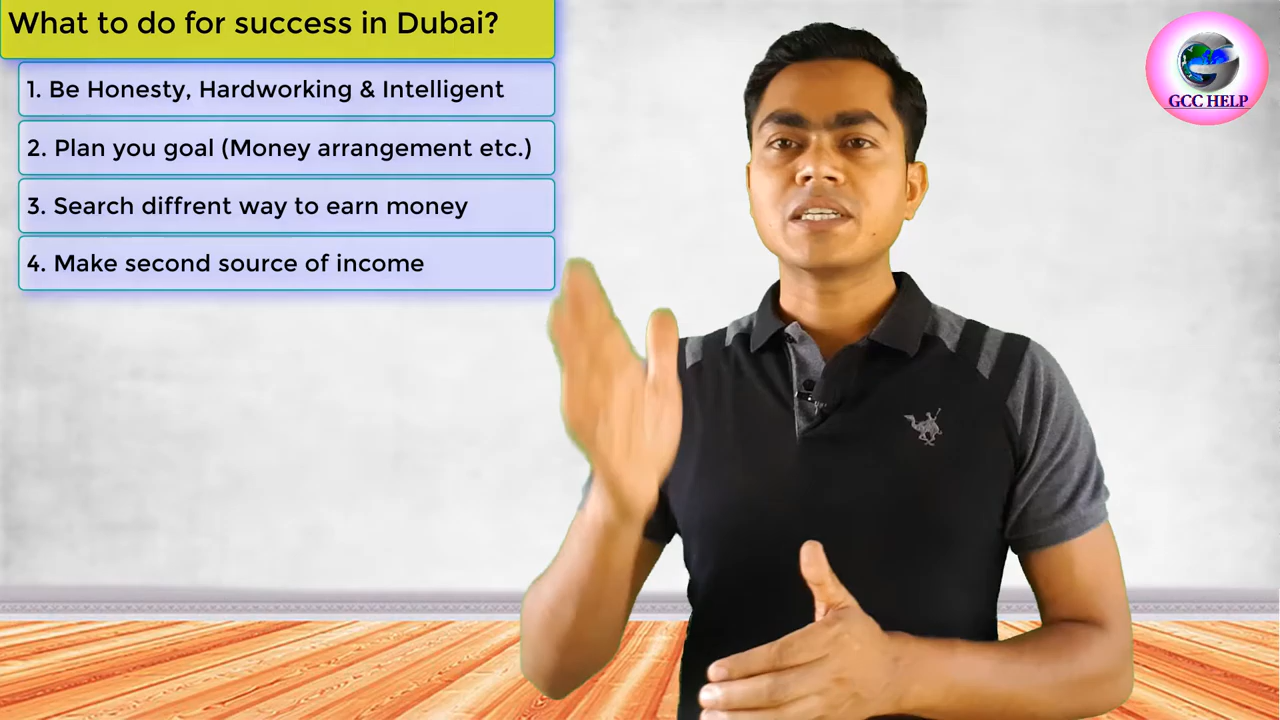 What to do for success in Dubai?
1. Be Honesty, Hardworking & Intelligent
2. Plan you goal (Money arrangement etc.)
3. Search diffrent way to earn money
4. Make second source of income
GCC HELP